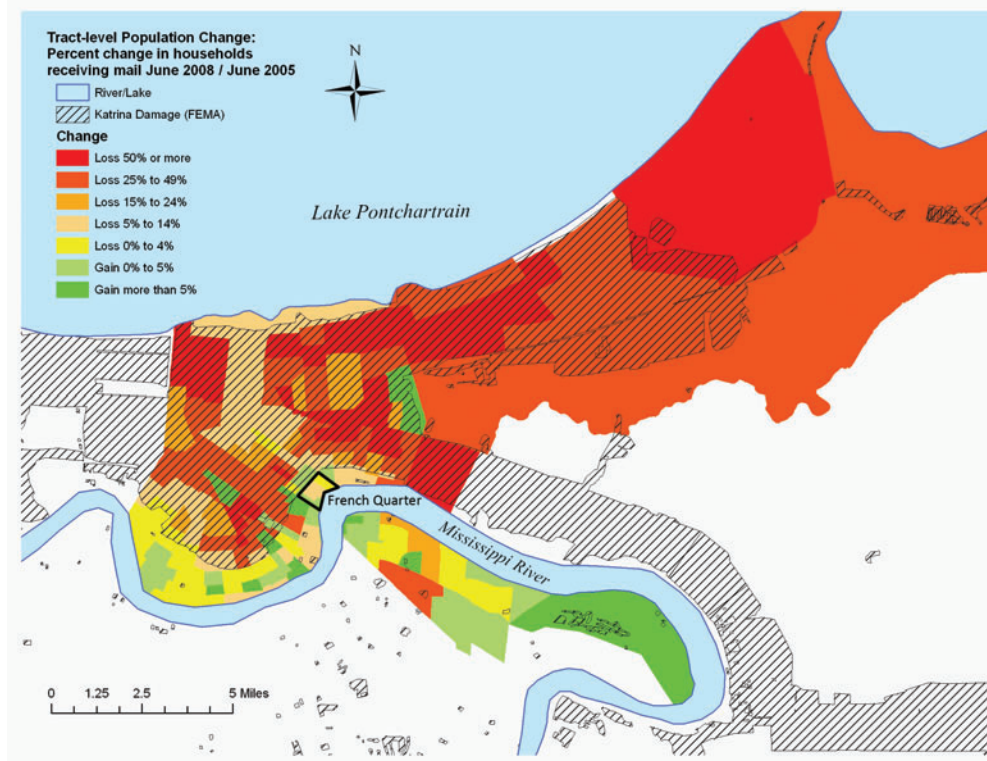 Tract-level Population Change:
Percent change in households
receiving mail June 2008 / June 2005
River/Lake
Katrina Damage (FEMA)
Change
Loss 50% or more
Loss 25% to 49%
Loss 15% to 24%
Loss 5% to 14%
Loss 0% to 4%
Gain 0% to 5%
Gain more than 5%
N
Lake Pontchartrain
French Quarter
Mississippi River
0 1.25 2.5 5 Miles